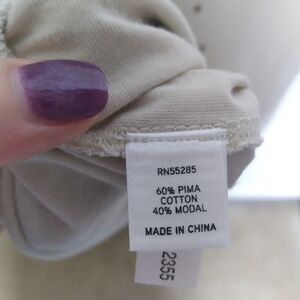 RN55285
60% PIMA
COTTON
40% MODAL
MADE IN CHINA
2355